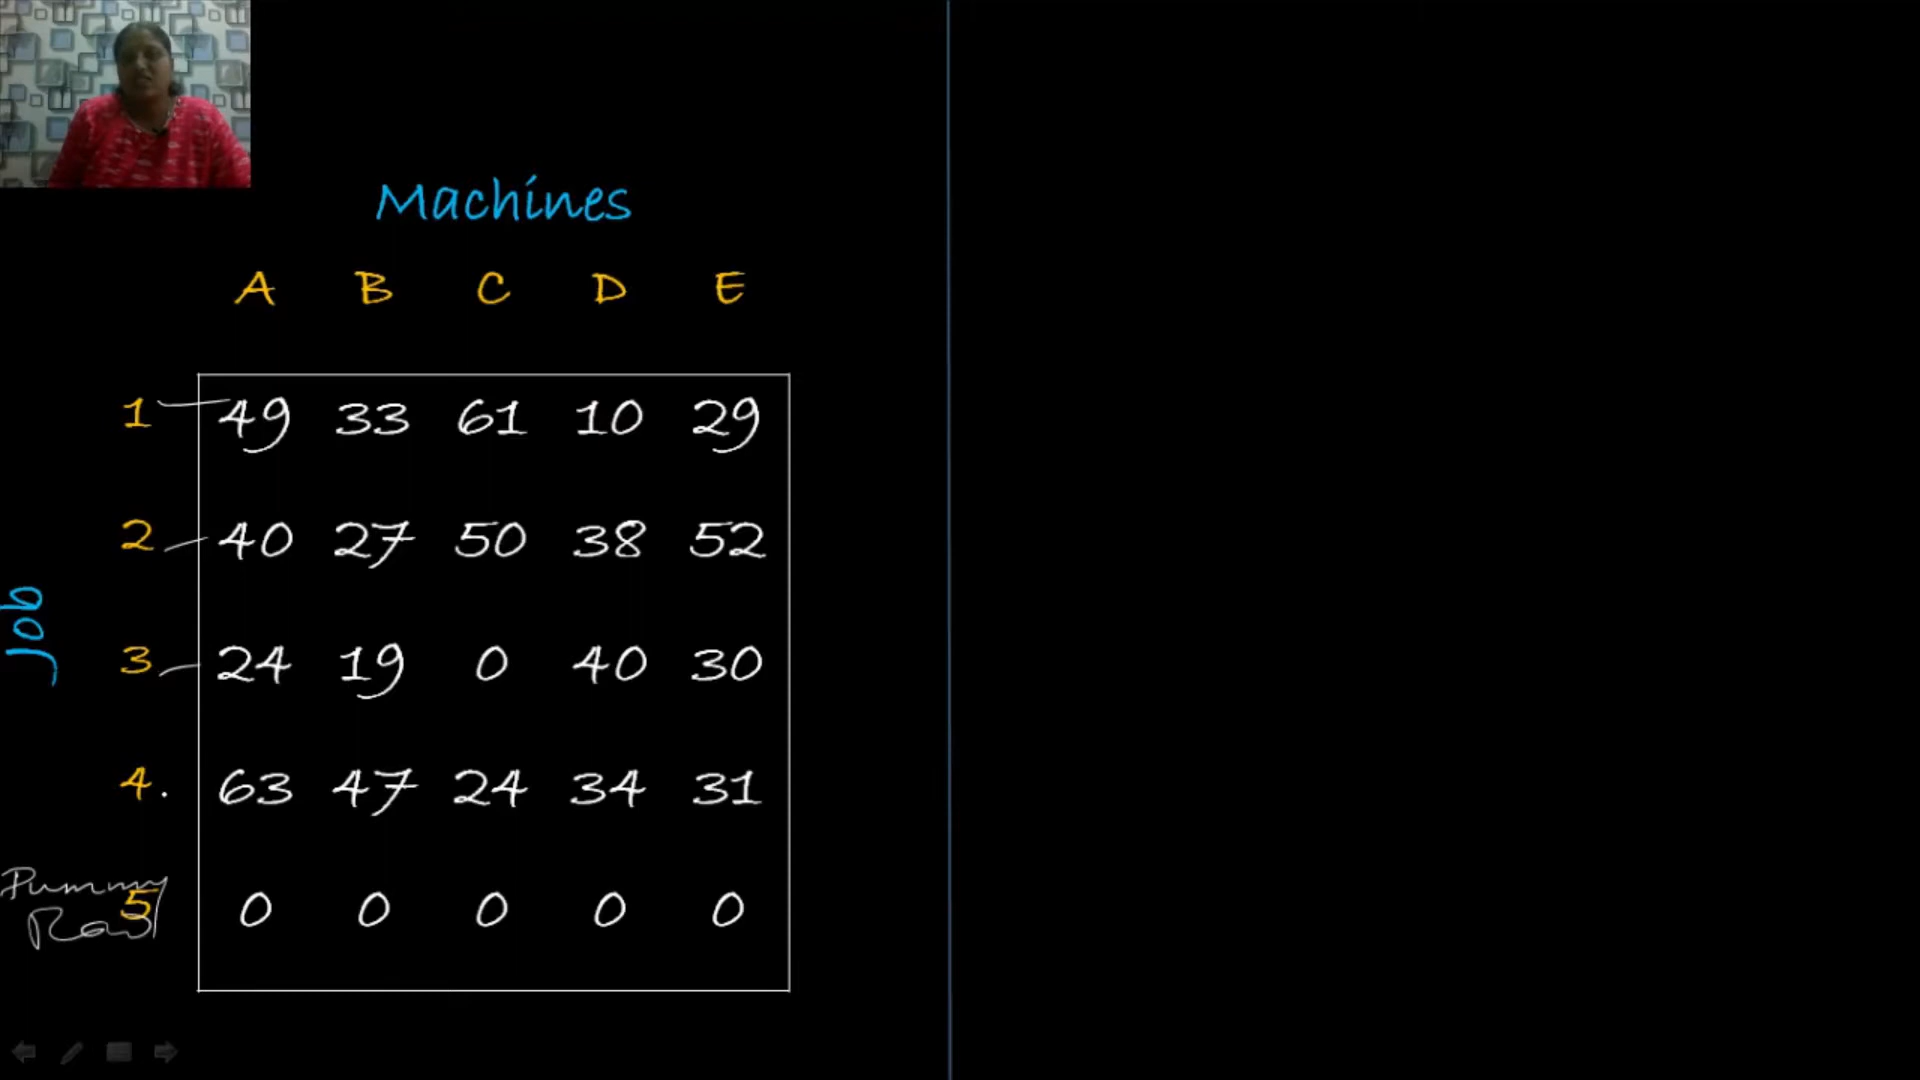 Machines
A B C D E
1 49 33 61 10 29
2 40 27 50 38 52
Job
3 24 19 0 40 30
4. 63 47 24 34 31
Dummy
Row
5 0 0 0 0 0